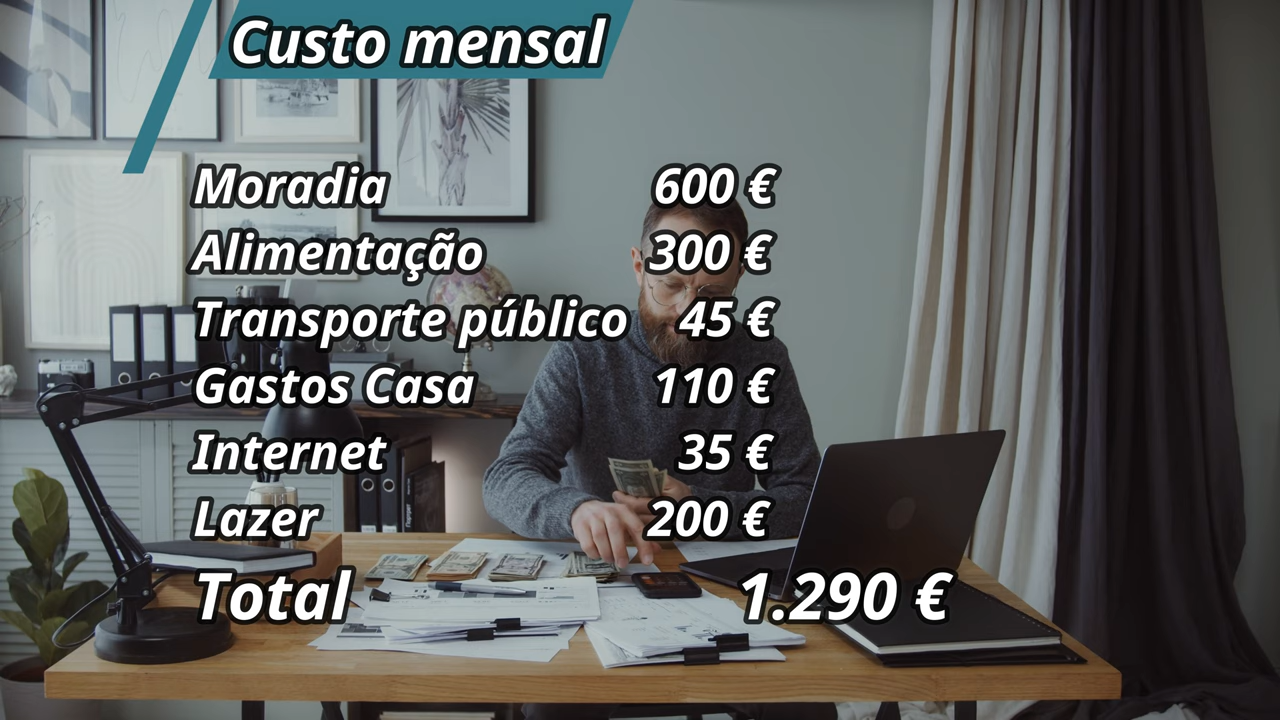 Custo mensal
Moradia 600 €
Alimentação 300 €
Transporte público 45 €
Gastos Casa 110 €
Internet 35 €
Lazer 200 €
Total 1.290 €